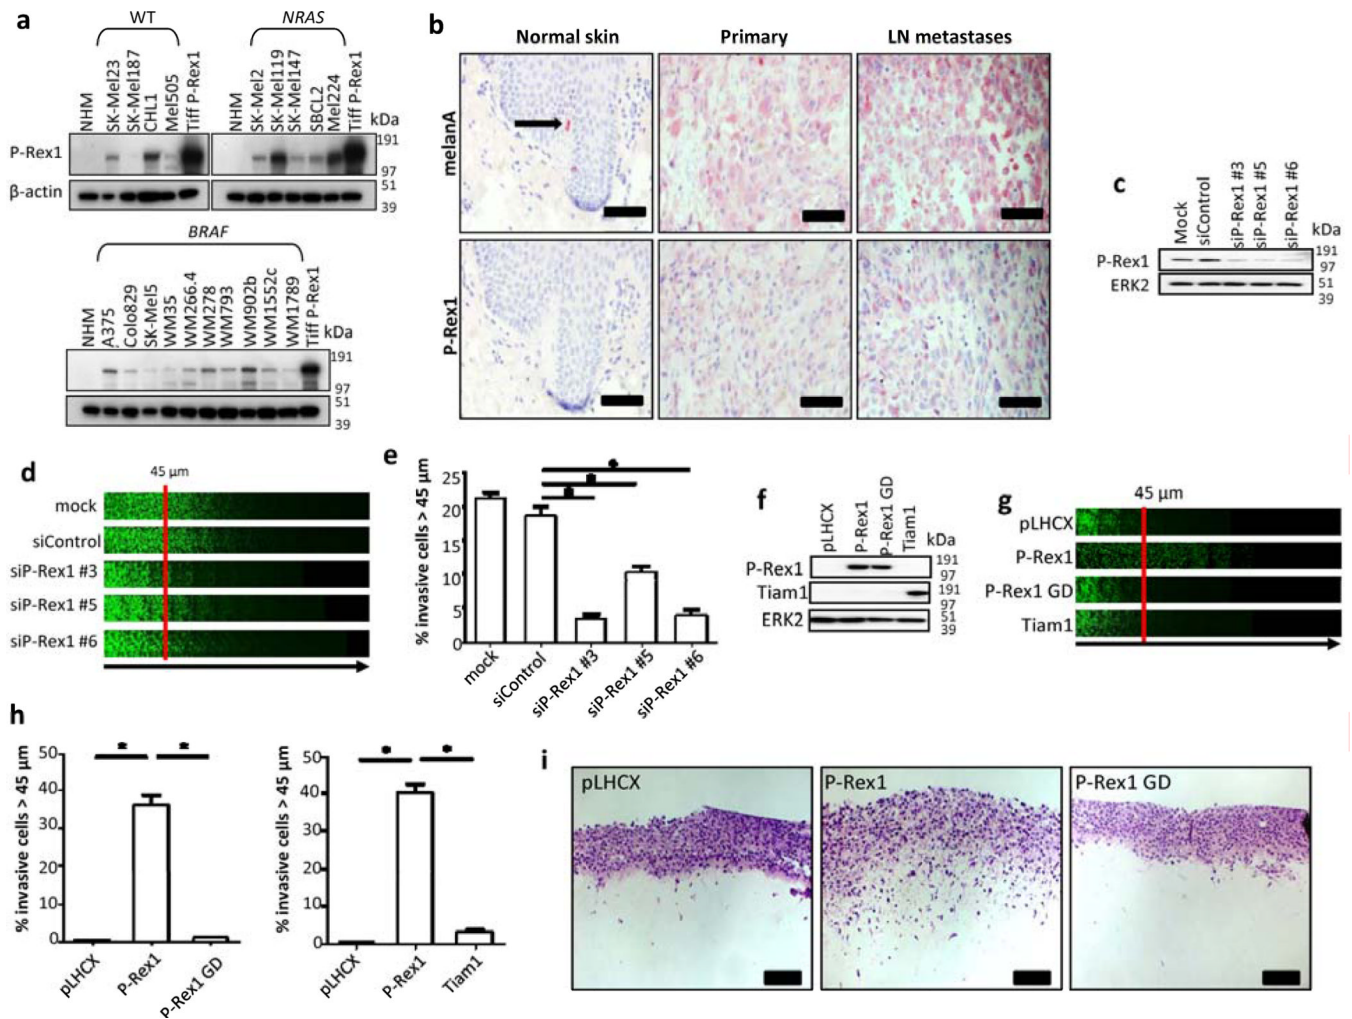 a
WT
NRAS
NHM
SK-Mel23
SK-Mel187
CHL1
Mel505
Tiff P-Rex1
NHM
SK-Mel2
SK-Mel119
SK-Mel147
SBCL2
Mel224
Tiff P-Rex1
kDa
P-Rex1
191
97
β-actin
51
39
BRAF
NHM
A375
Colo829
SK-Mel5
WM35
WM266.4
WM278
WM793
WM902b
WM1552c
WM1789
Tiff P-Rex1
kDa
191
97
51
39
b
Normal skin
Primary
LN metastases
melanA
P-Rex1
c
Mock
siControl
siP-Rex1 #3
siP-Rex1 #5
siP-Rex1 #6
kDa
P-Rex1
191
97
ERK2
51
39
d
45 µm
mock
siControl
siP-Rex1 #3
siP-Rex1 #5
siP-Rex1 #6
e
% invasive cells > 45 µm
25
20
15
10
5
0
*
*
*
mock
siControl
siP-Rex1 #3
siP-Rex1 #5
siP-Rex1 #6
f
pLHCX
P-Rex1
P-Rex1 GD
Tiam1
kDa
P-Rex1
191
97
Tiam1
191
97
ERK2
51
39
g
45 µm
pLHCX
P-Rex1
P-Rex1 GD
Tiam1
h
% invasive cells > 45 µm
50
40
30
20
10
0
*
*
pLHCX
P-Rex1
P-Rex1 GD
% invasive cells > 45 µm
50
40
30
20
10
0
*
*
pLHCX
P-Rex1
Tiam1
i
pLHCX
P-Rex1
P-Rex1 GD